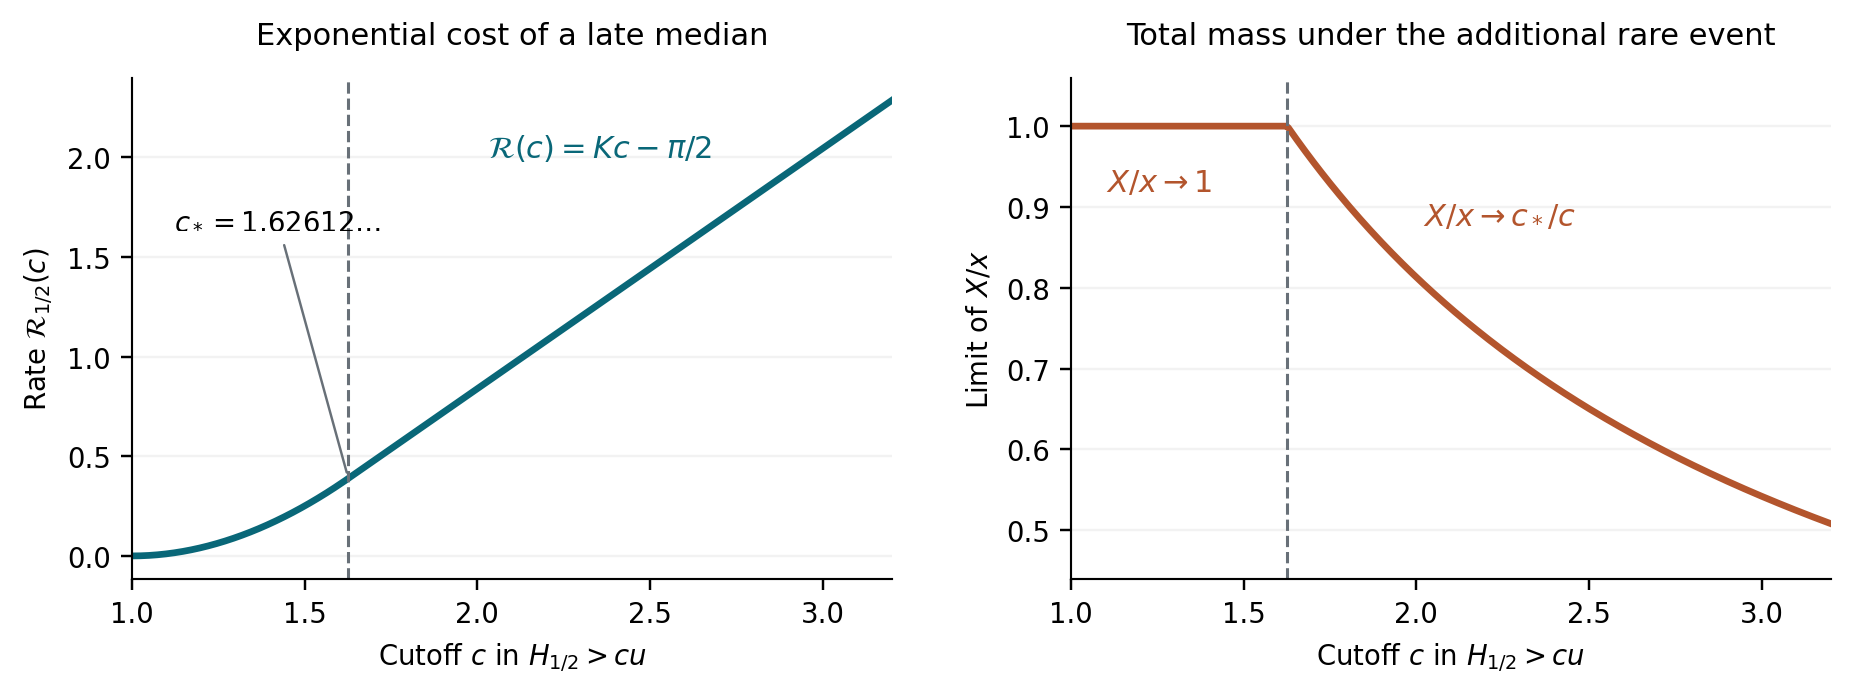 Exponential cost of a late median
Rate ℛ₁/₂(c)
2.0
1.5
1.0
0.5
0.0
ℛ(c) = Kc − π/2
c∗ = 1.62612…
1.0 1.5 2.0 2.5 3.0
Cutoff c in H₁/₂ > cu
Total mass under the additional rare event
Limit of X/x
1.0
0.9
0.8
0.7
0.6
0.5
X/x → 1
X/x → c∗/c
1.0 1.5 2.0 2.5 3.0
Cutoff c in H₁/₂ > cu